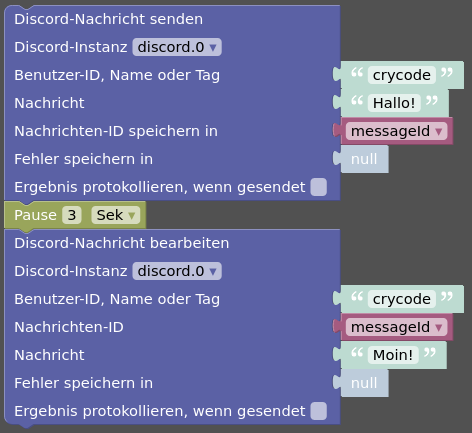 Discord-Nachricht senden
Discord-Instanz discord.0 ▾
Benutzer-ID, Name oder Tag “ crycode ”
Nachricht “ Hallo! ”
Nachrichten-ID speichern in messageId ▾
Fehler speichern in null
Ergebnis protokollieren, wenn gesendet
Pause 3 Sek ▾
Discord-Nachricht bearbeiten
Discord-Instanz discord.0 ▾
Benutzer-ID, Name oder Tag “ crycode ”
Nachrichten-ID messageId ▾
Nachricht “ Moin! ”
Fehler speichern in null
Ergebnis protokollieren, wenn gesendet